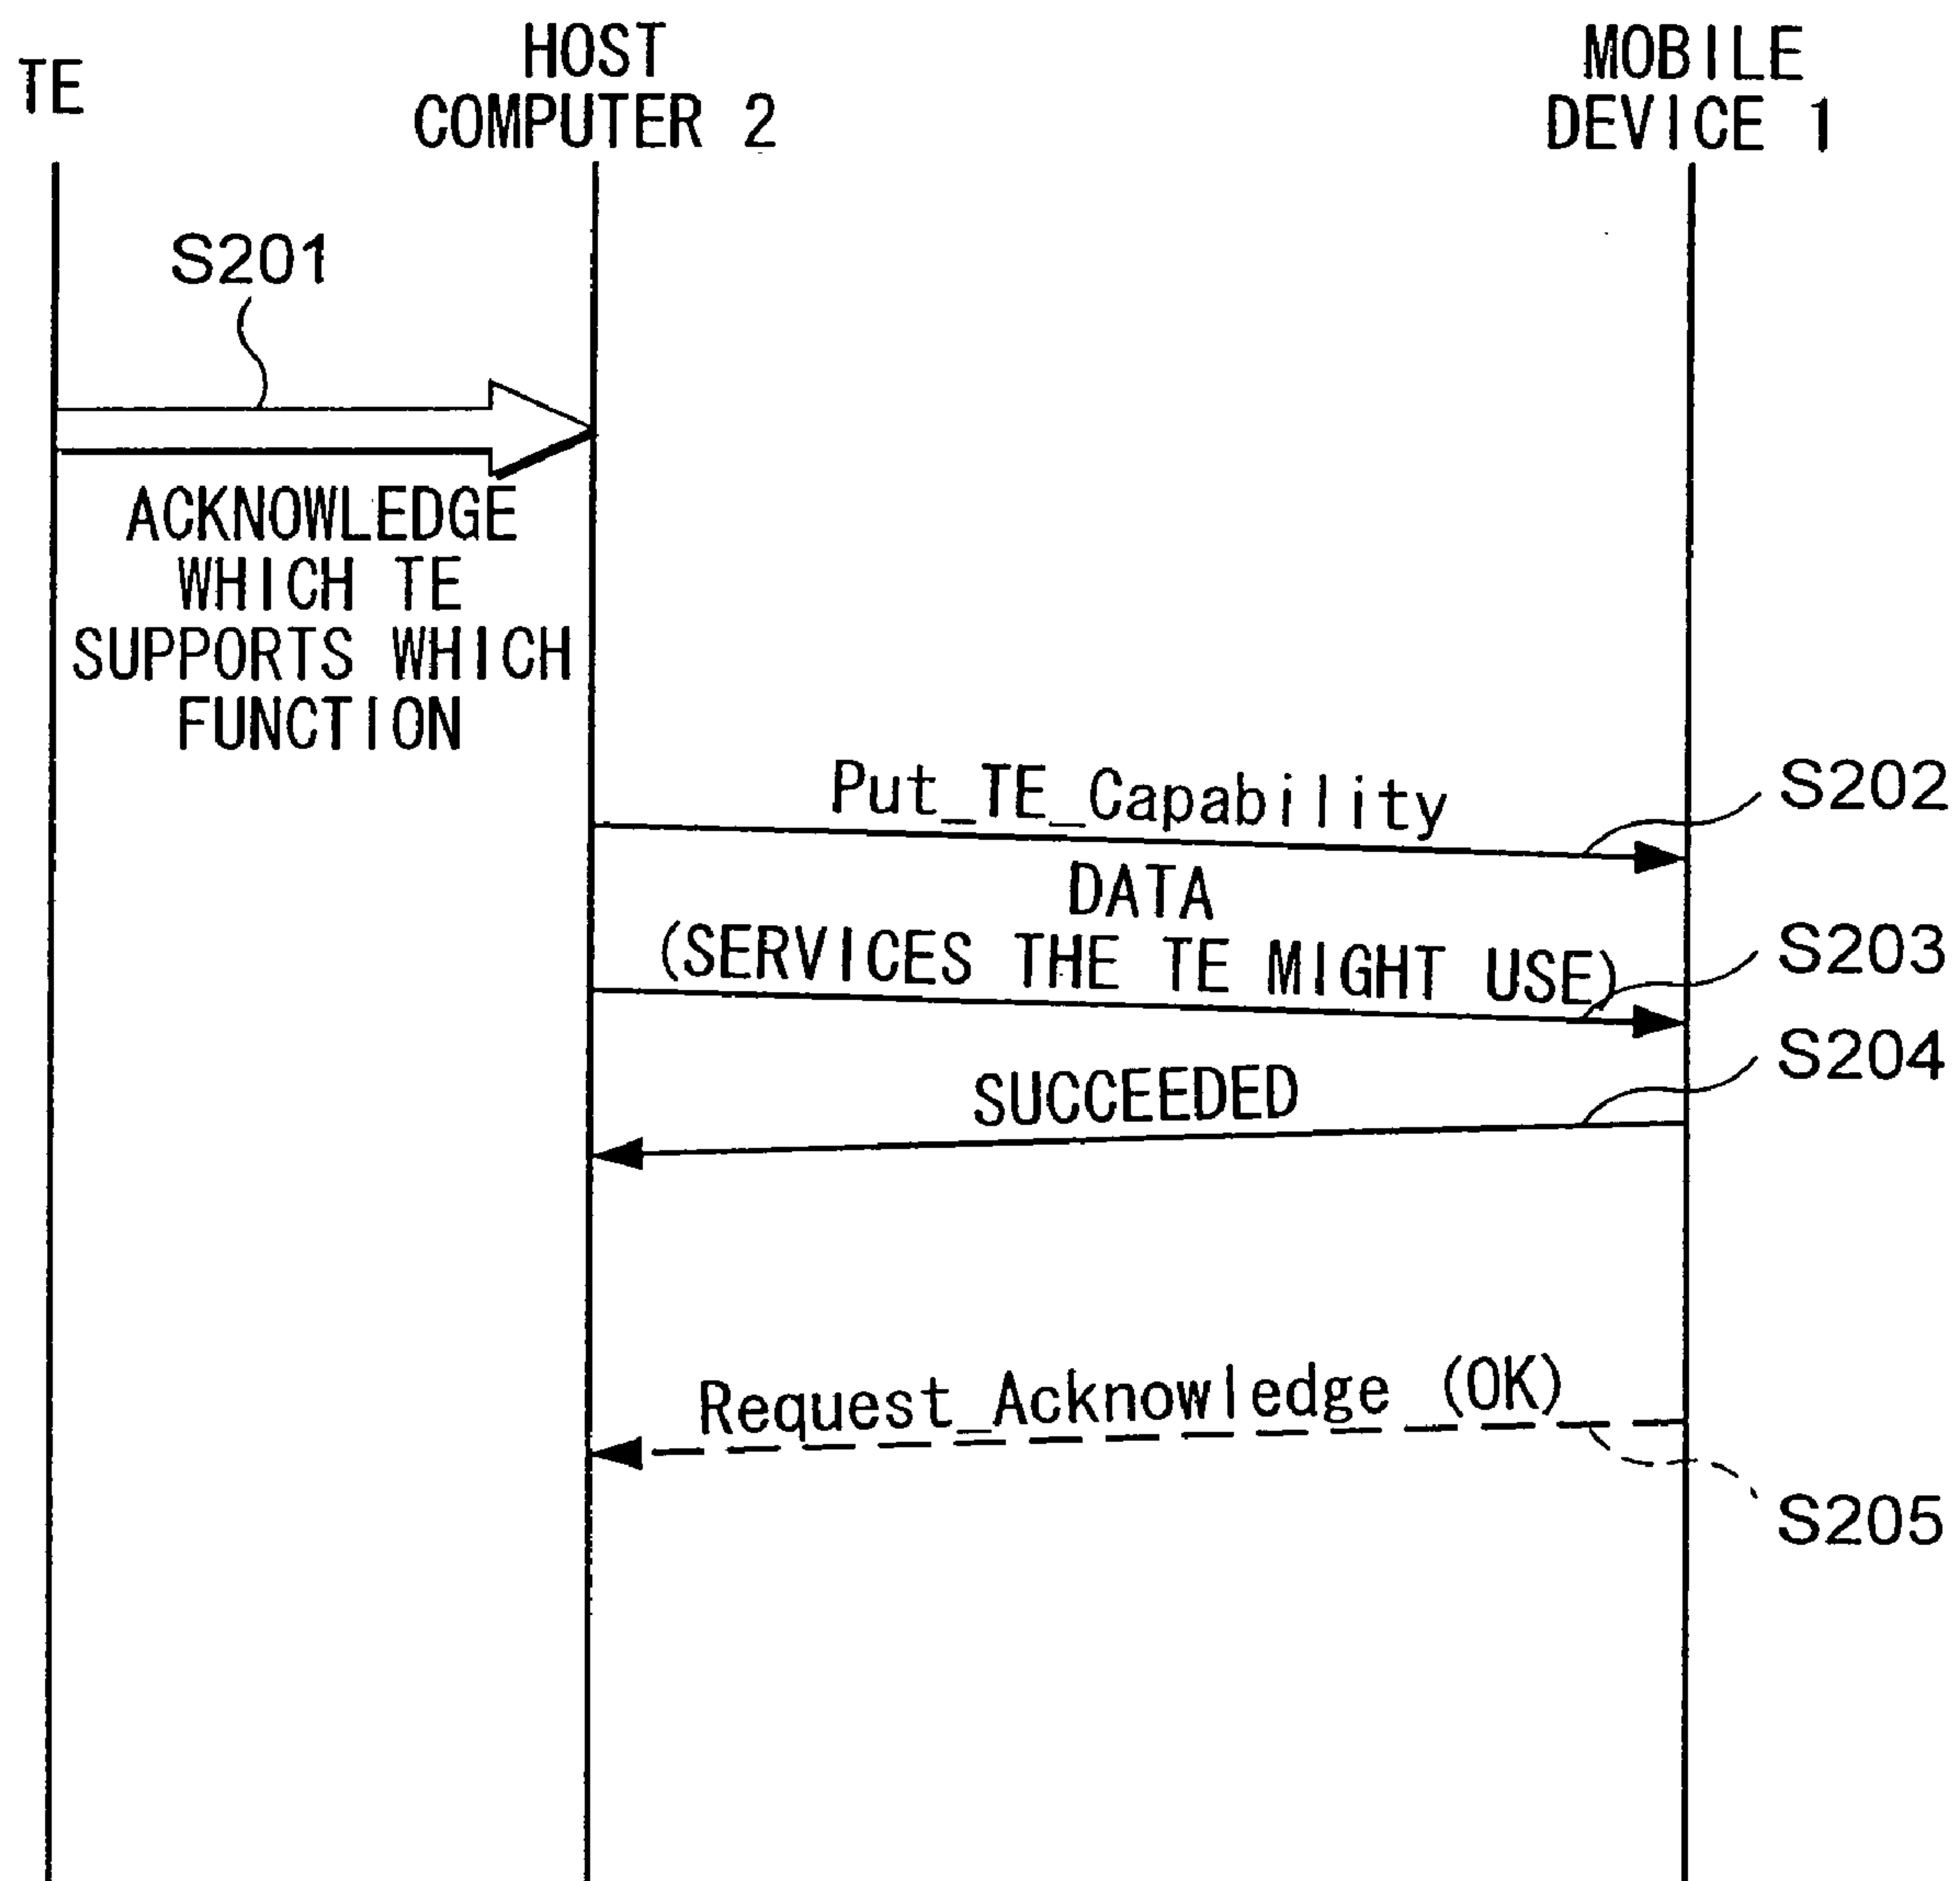 TE
HOST
COMPUTER 2
MOBILE
DEVICE 1
S201
ACKNOWLEDGE
WHICH TE
SUPPORTS WHICH
FUNCTION
Put_TE_Capability
S202
DATA
(SERVICES THE TE MIGHT USE)
S203
SUCCEEDED
S204
Request_Acknowledge (OK)
S205